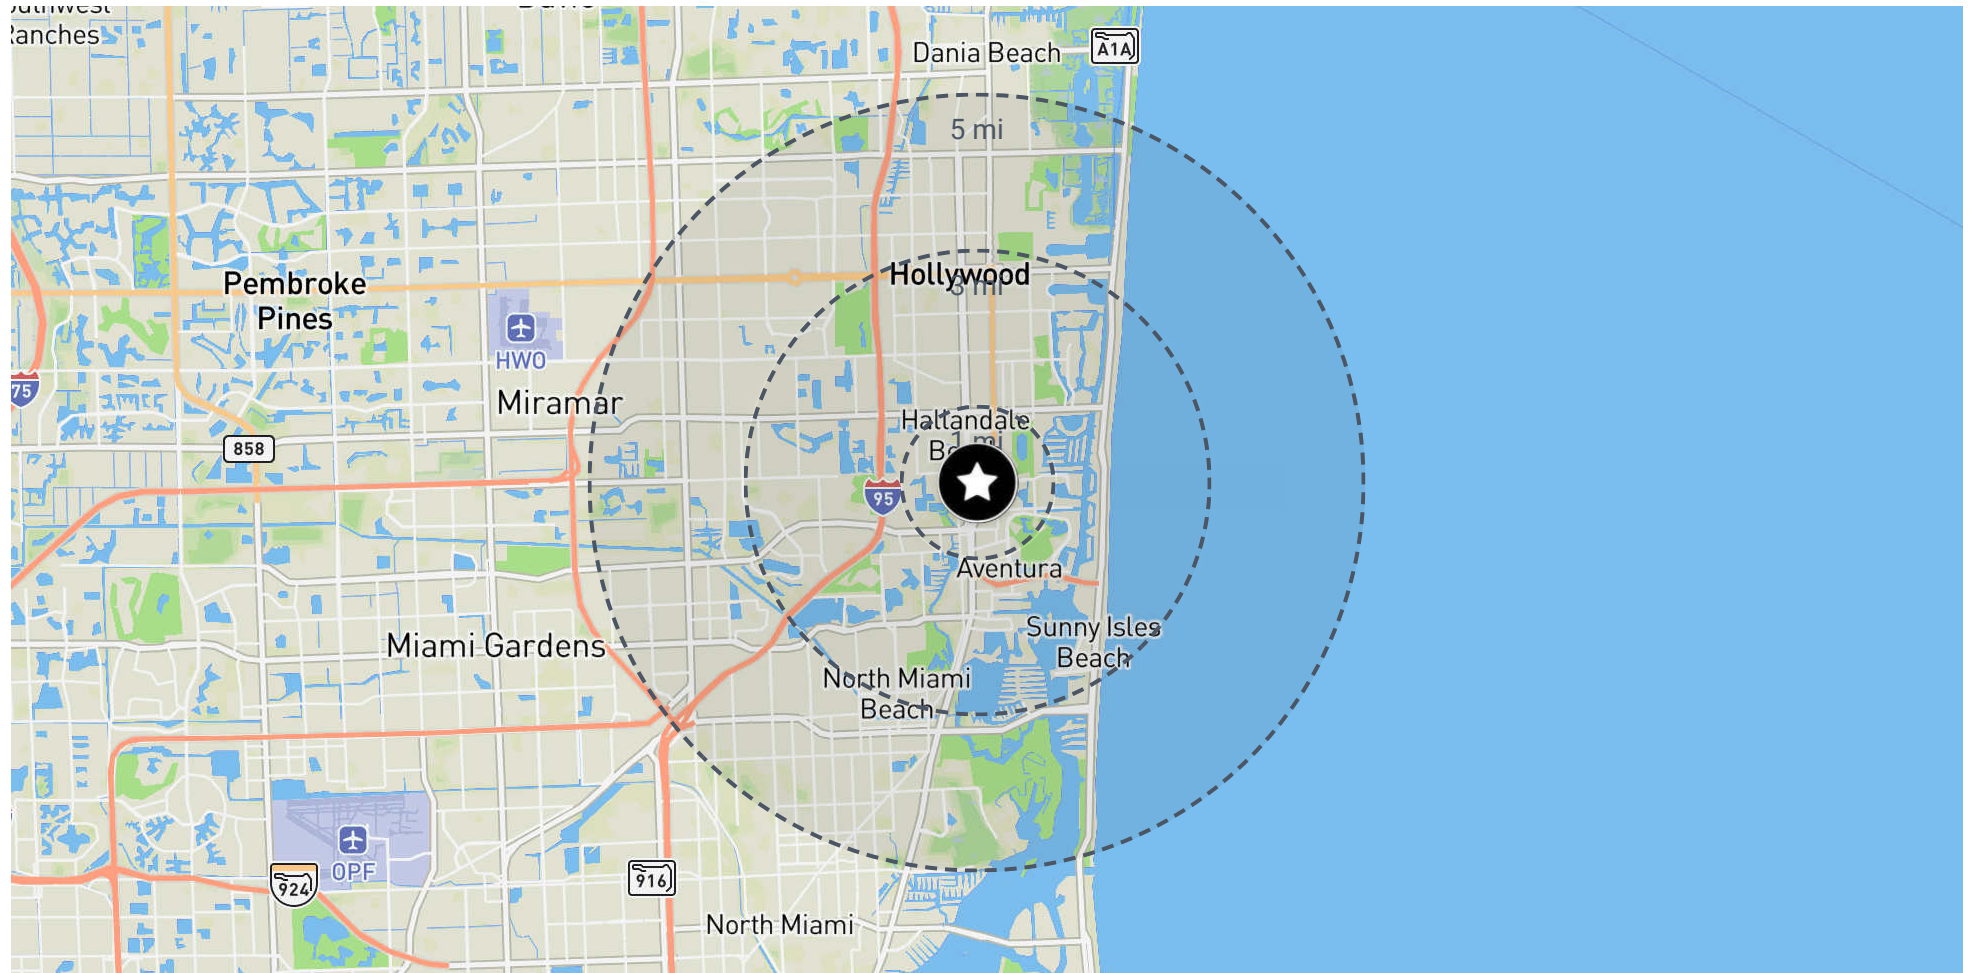 Ranches
Dania Beach
A1A
5 mi
Hollywood
3 mi
Pembroke
Pines
HWO
75
Miramar
Hallandale
1 mi
858
95
Aventura
Sunny Isles
Beach
Miami Gardens
North Miami
Beach
OPF
924
916
North Miami